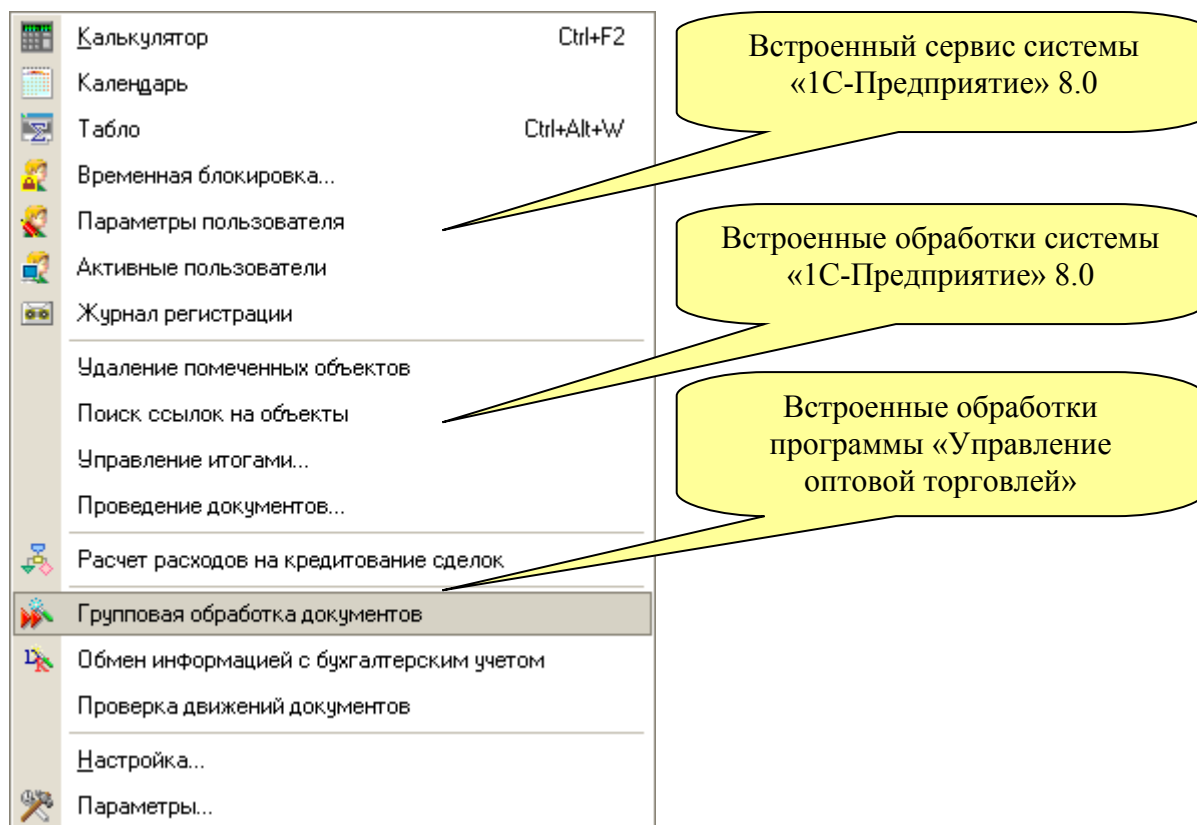 Калькулятор Ctrl+F2
Календарь
Табло Ctrl+Alt+W
Временная блокировка...
Параметры пользователя
Активные пользователи
Журнал регистрации
Удаление помеченных объектов
Поиск ссылок на объекты
Управление итогами...
Проведение документов...
Расчет расходов на кредитование сделок
Групповая обработка документов
Обмен информацией с бухгалтерским учетом
Проверка движений документов
Настройка...
Параметры...
Встроенный сервис системы
«1С-Предприятие» 8.0
Встроенные обработки системы
«1С-Предприятие» 8.0
Встроенные обработки
программы «Управление
оптовой торговлей»